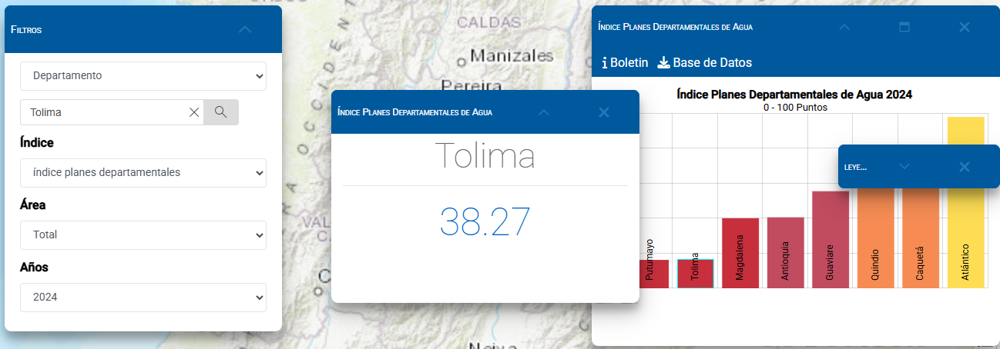 FILTROS
Departamento
Tolima
Índice
índice planes departamentales
Área
Total
Años
2024
CALDAS
Manizales
Pereira
OCCIDEN
ÍNDICE PLANES DEPARTAMENTALES DE AGUA
Tolima
38.27
ÍNDICE PLANES DEPARTAMENTALES DE AGUA
Boletin Base de Datos
Índice Planes Departamentales de Agua 2024
0 - 100 Puntos
LEYE...
Putumayo
Tolima
Magdalena
Antioquia
Guaviare
Quindio
Caquetá
Atlántico
Neiva